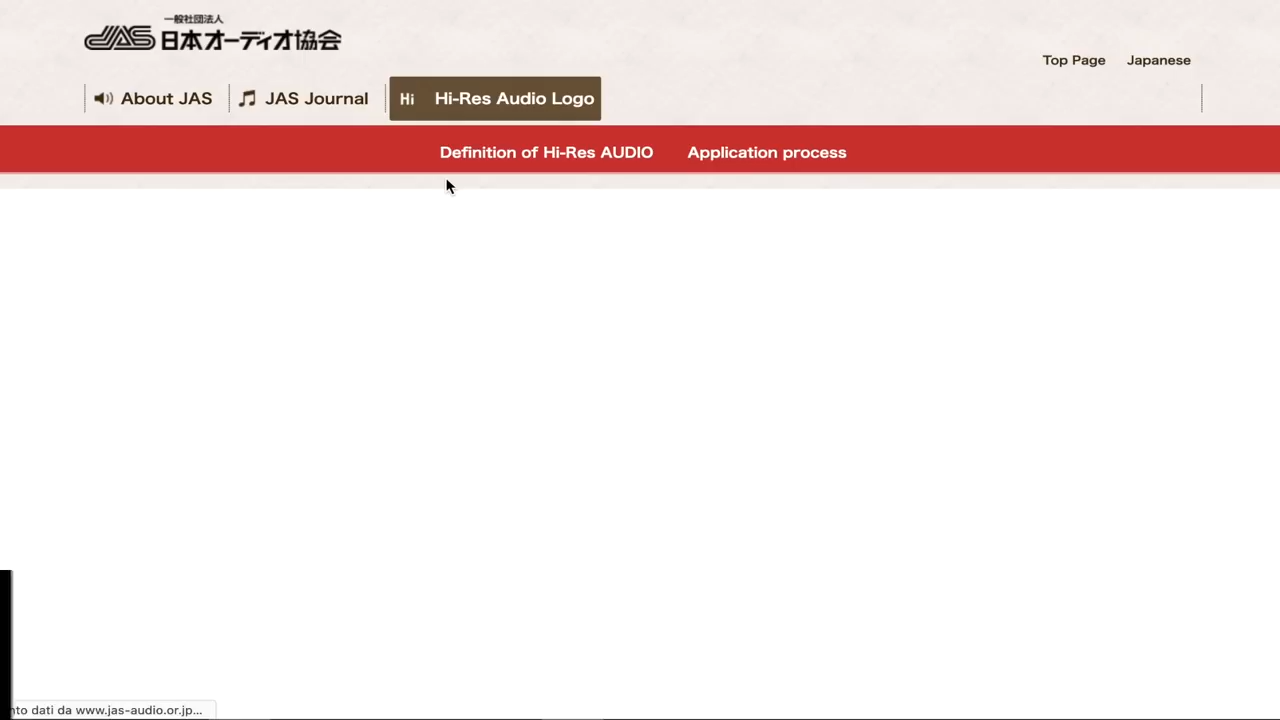 一般社団法人
JAS 日本オーディオ協会
Top Page Japanese
About JAS JAS Journal Hi Hi-Res Audio Logo
Definition of Hi-Res AUDIO Application process
dati da www.jas-audio.or.jp...